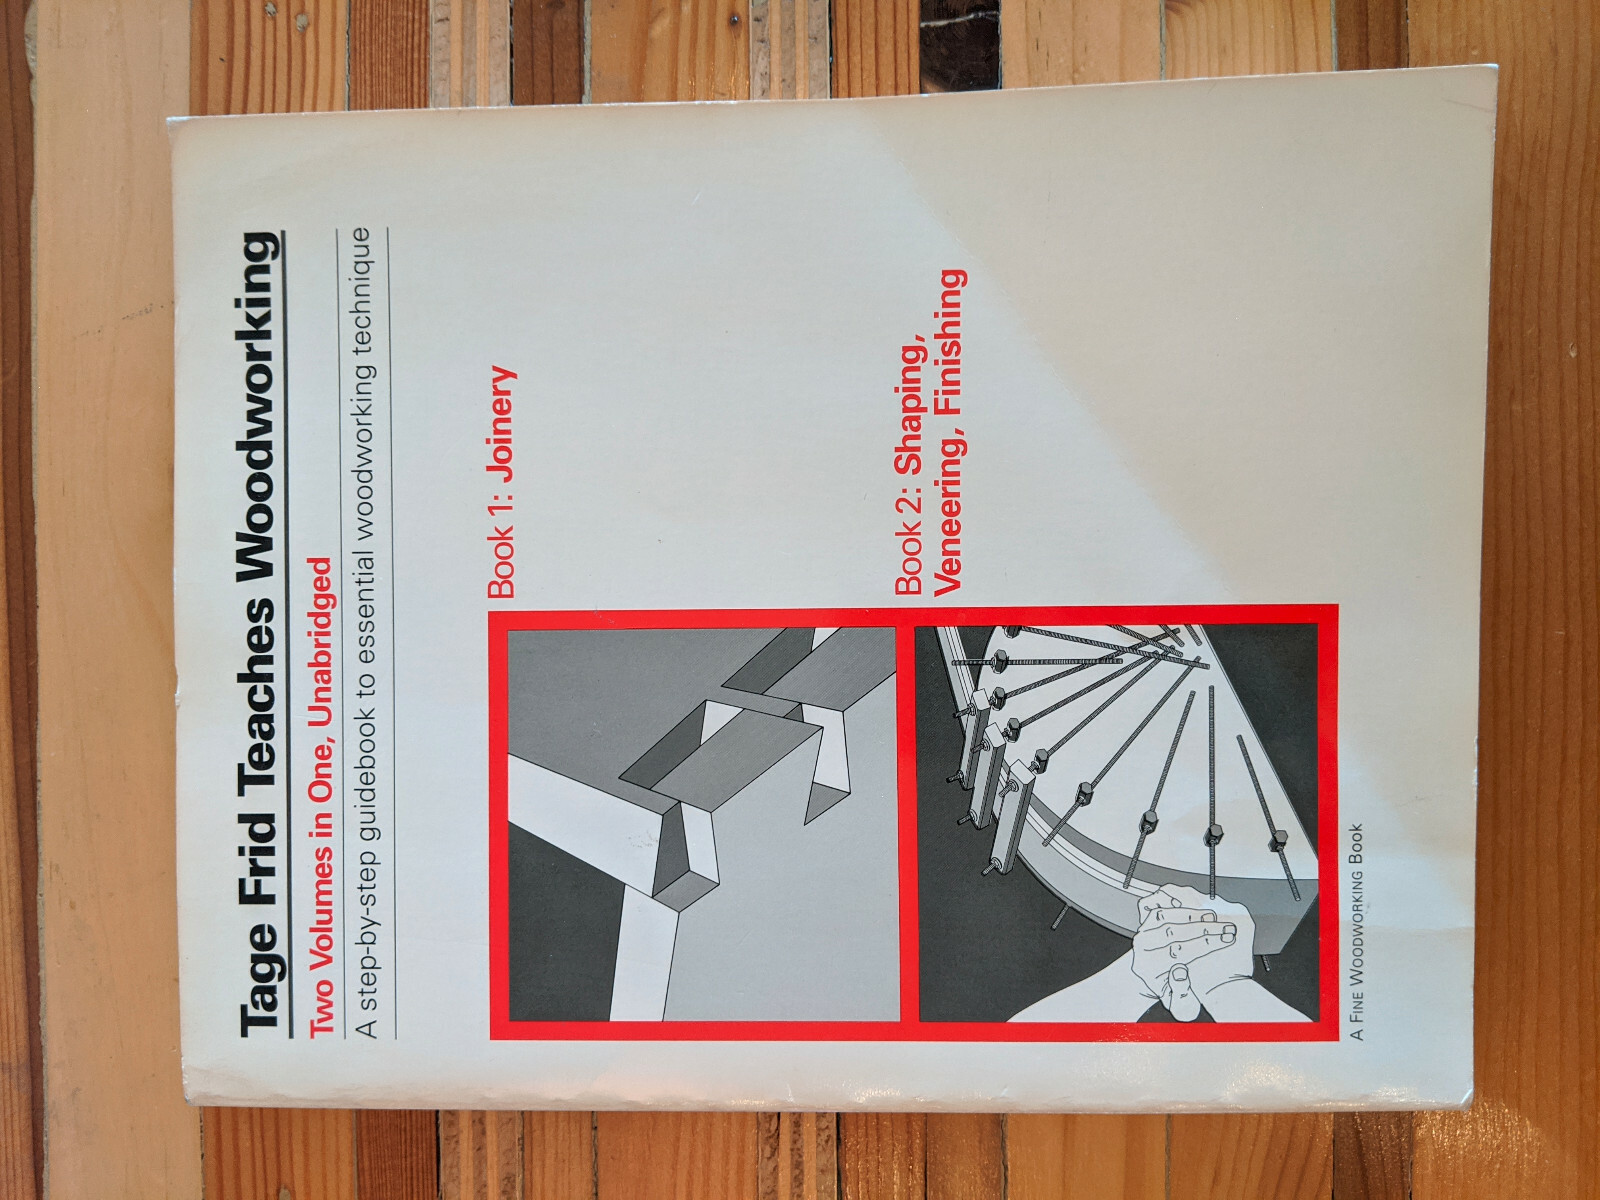 Tage Frid Teaches Woodworking
Two Volumes in One, Unabridged
A step-by-step guidebook to essential woodworking technique
Book 1: Joinery
Book 2: Shaping,
Veneering, Finishing
A FINE WOODWORKING Book